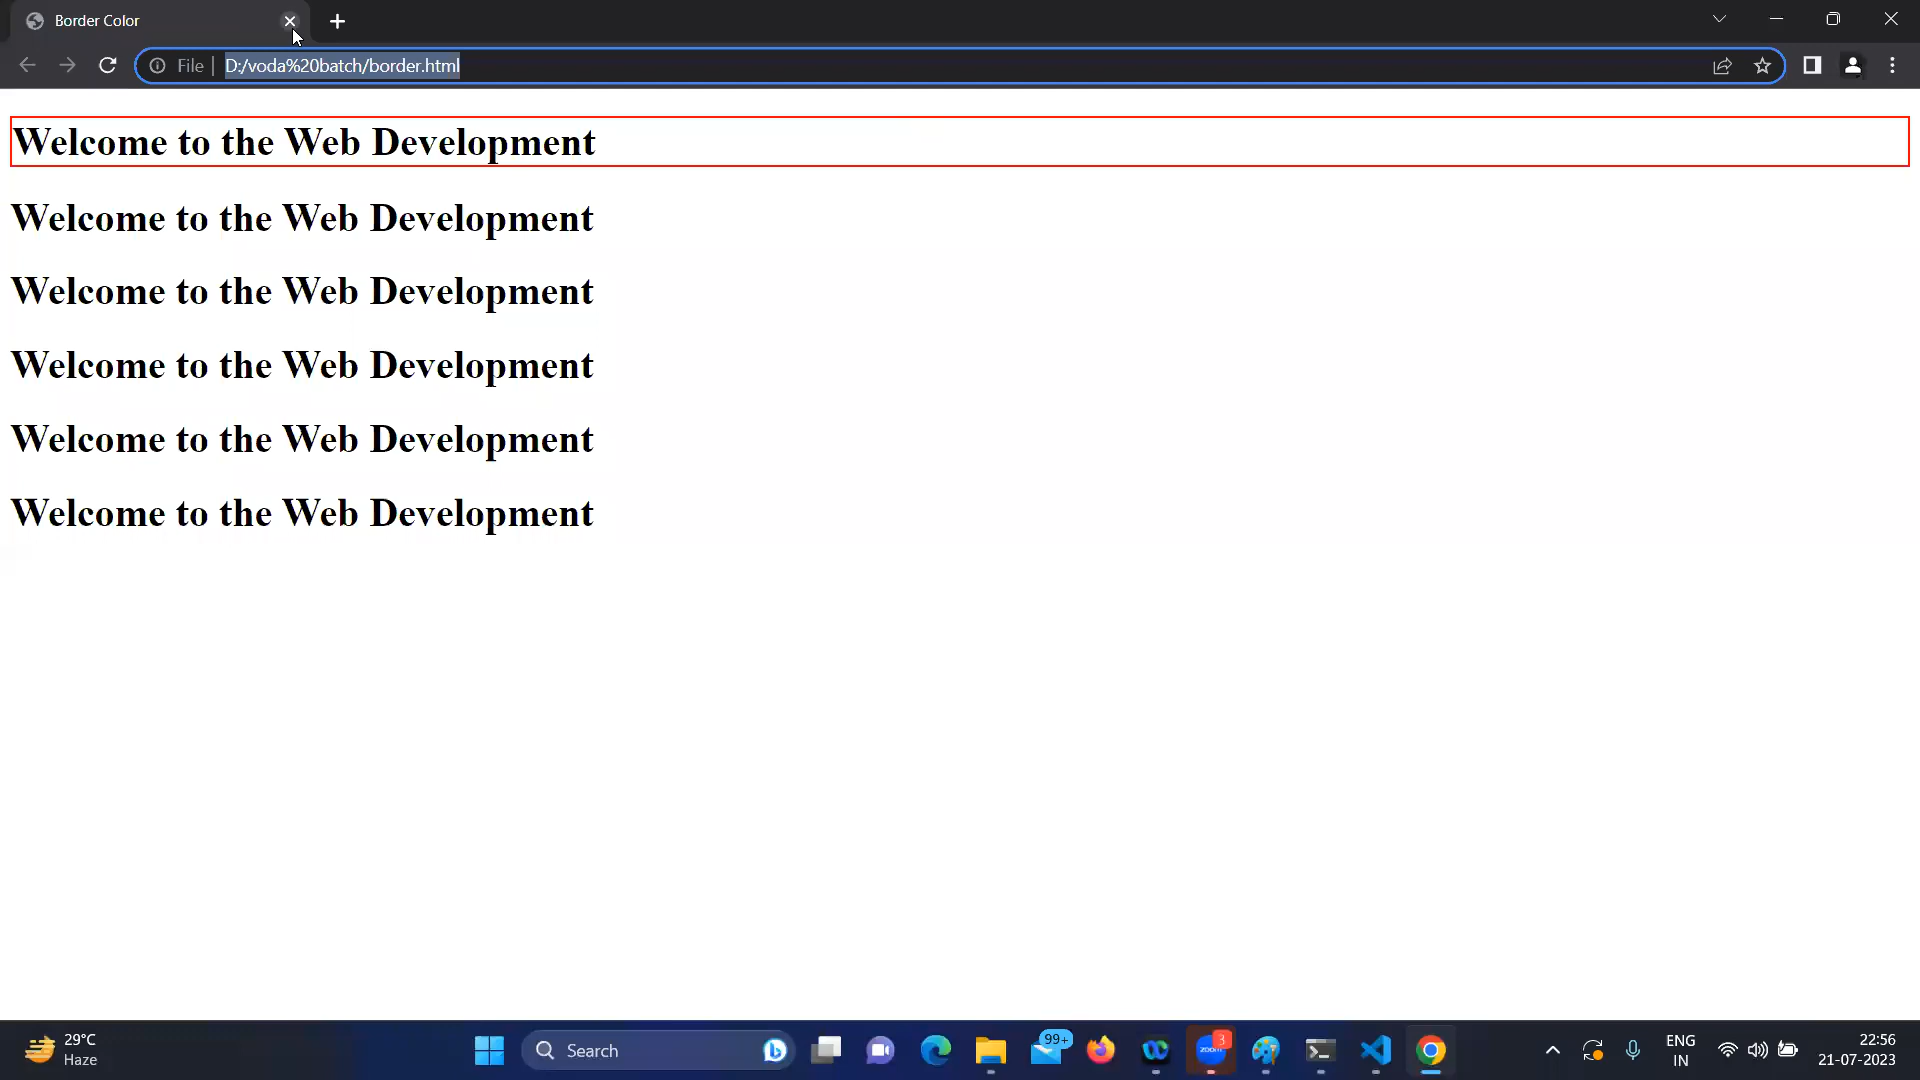 Border Color
File | D:/voda%20batch/border.html
Welcome to the Web Development
Welcome to the Web Development
Welcome to the Web Development
Welcome to the Web Development
Welcome to the Web Development
Welcome to the Web Development
29°C
Haze
Search
99+
zoom
3
ENG
IN
22:56
21-07-2023